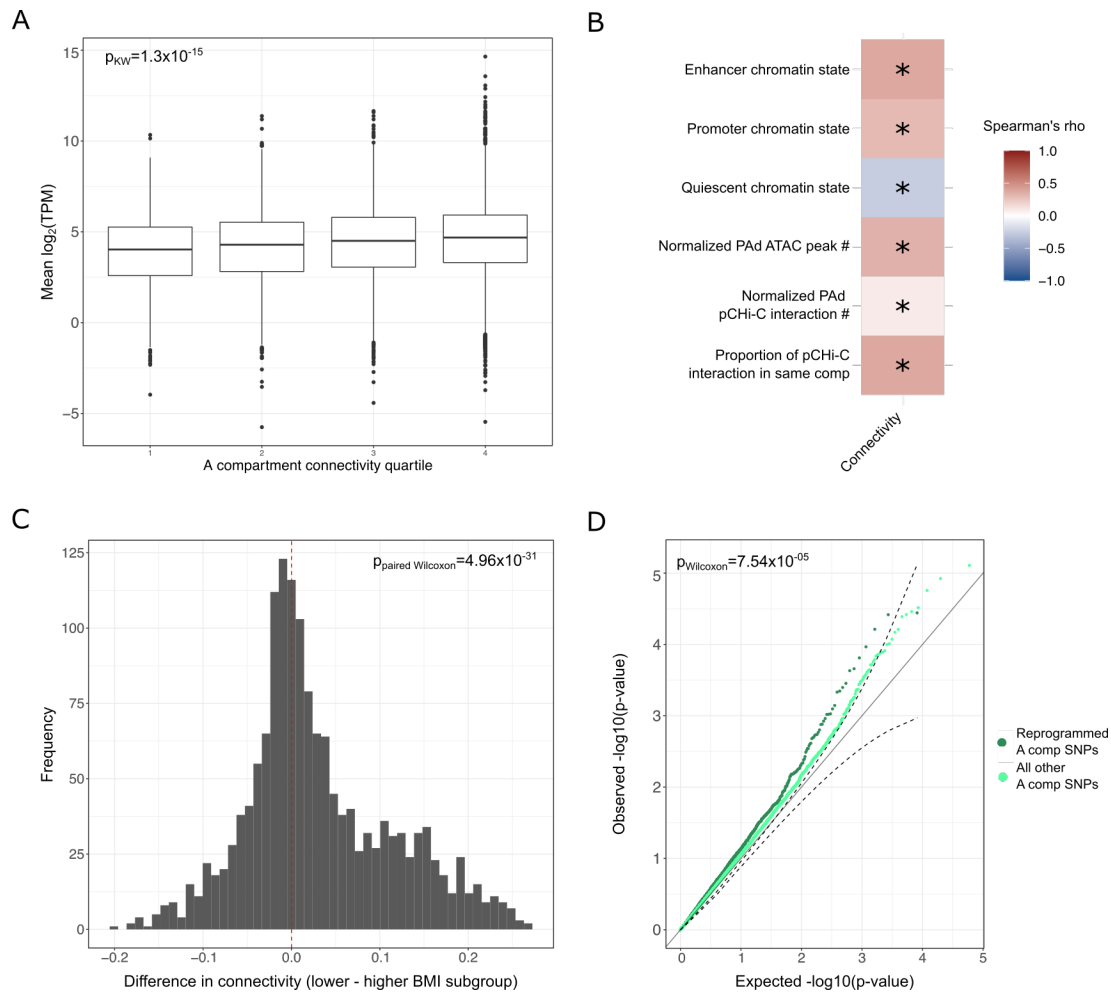 A
p_KW=1.3x10^-15
Mean log₂(TPM)
15
10
5
0
−5
1
2
3
4
A compartment connectivity quartile
B
Enhancer chromatin state
Promoter chromatin state
Quiescent chromatin state
Normalized PAd ATAC peak #
Normalized PAd
pCHi-C interaction #
Proportion of pCHi-C
interaction in same comp
*
*
*
*
*
*
Connectivity
Spearman's rho
1.0
0.5
0.0
−0.5
−1.0
C
p_paired Wilcoxon=4.96x10^-31
Frequency
125
100
75
50
25
0
−0.2
−0.1
0.0
0.1
0.2
Difference in connectivity (lower - higher BMI subgroup)
D
p_Wilcoxon=7.54x10^-05
Observed -log10(p-value)
5
4
3
2
1
0
0
1
2
3
4
5
Expected -log10(p-value)
Reprogrammed
A comp SNPs
All other
A comp SNPs